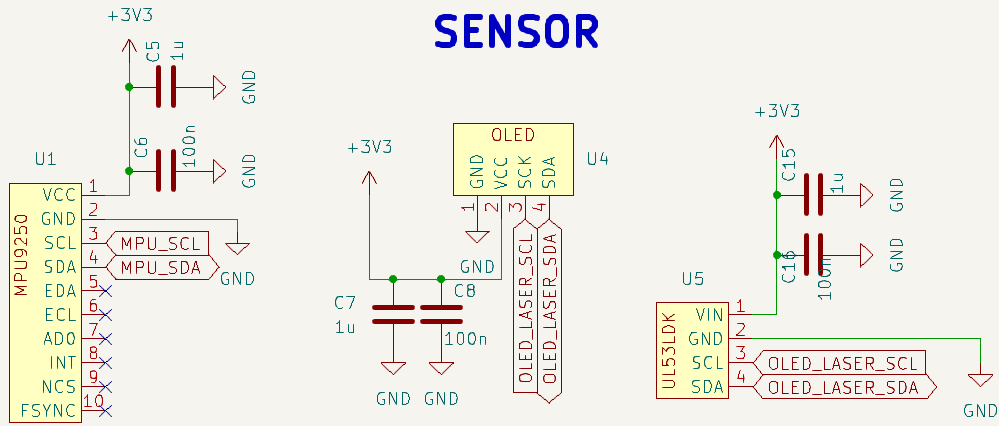 SENSOR
+3V3
C5
1u
GND
C6
100n
GND
U1
MPU9250
VCC
1
GND
2
SCL
3
MPU_SCL
SDA
4
MPU_SDA
GND
EDA
5
ECL
6
ADO
7
INT
8
NCS
9
FSYNC
10
+3V3
OLED
U4
GND
VCC
SCK
SDA
1
2
3
4
GND
OLED_LASER_SCL
OLED_LASER_SDA
C7
1u
C8
100n
GND
GND
+3V3
C15
1u
GND
C16
100n
GND
U5
UL53LDK
VIN
1
GND
2
SCL
3
OLED_LASER_SCL
SDA
4
OLED_LASER_SDA
GND